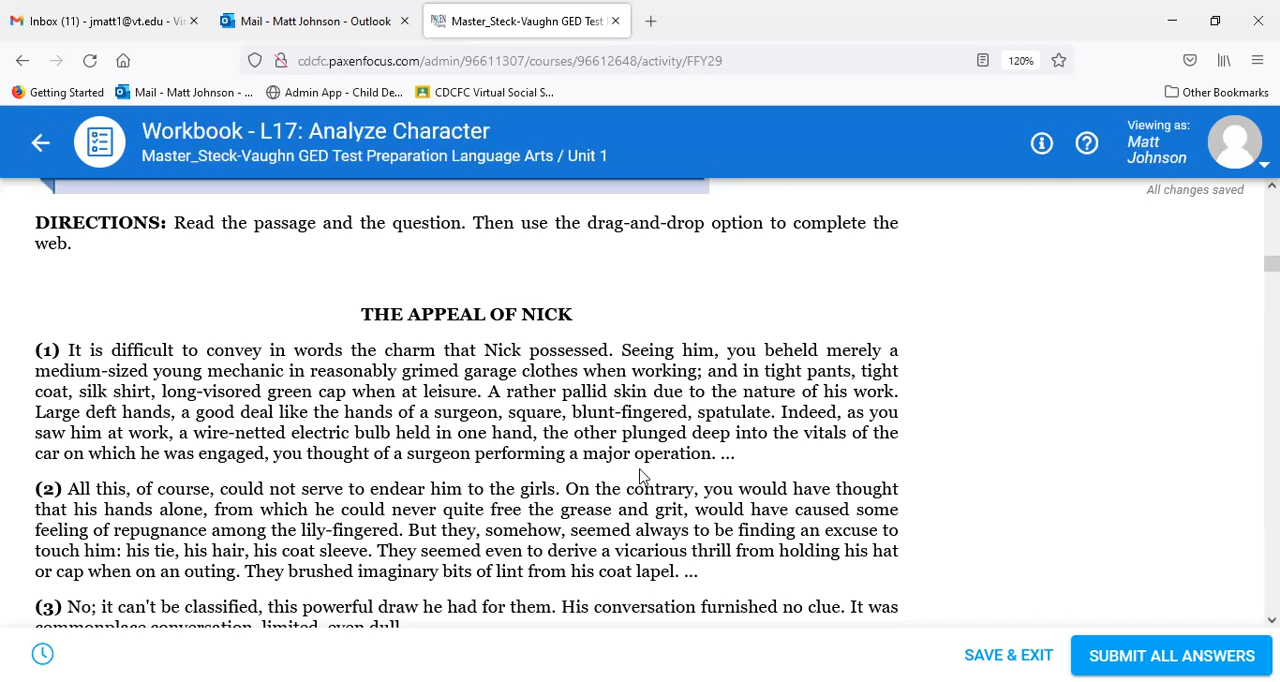 Inbox (11) - jmatt1@vt.edu - Vir
Mail - Matt Johnson - Outlook
Master_Steck-Vaughn GED Test
cdcfc.paxenfocus.com/admin/96611307/courses/96612648/activity/FFY29
120%
Getting Started
Mail - Matt Johnson - ...
Admin App - Child De...
CDCFC Virtual Social S...
Other Bookmarks
Workbook - L17: Analyze Character
Master_Steck-Vaughn GED Test Preparation Language Arts / Unit 1
Viewing as:
Matt
Johnson
All changes saved
DIRECTIONS: Read the passage and the question. Then use the drag-and-drop option to complete the
web.
THE APPEAL OF NICK
(1) It is difficult to convey in words the charm that Nick possessed. Seeing him, you beheld merely a
medium-sized young mechanic in reasonably grimed garage clothes when working; and in tight pants, tight
coat, silk shirt, long-visored green cap when at leisure. A rather pallid skin due to the nature of his work.
Large deft hands, a good deal like the hands of a surgeon, square, blunt-fingered, spatulate. Indeed, as you
saw him at work, a wire-netted electric bulb held in one hand, the other plunged deep into the vitals of the
car on which he was engaged, you thought of a surgeon performing a major operation. ...
(2) All this, of course, could not serve to endear him to the girls. On the contrary, you would have thought
that his hands alone, from which he could never quite free the grease and grit, would have caused some
feeling of repugnance among the lily-fingered. But they, somehow, seemed always to be finding an excuse to
touch him: his tie, his hair, his coat sleeve. They seemed even to derive a vicarious thrill from holding his hat
or cap when on an outing. They brushed imaginary bits of lint from his coat lapel. ...
(3) No; it can't be classified, this powerful draw he had for them. His conversation furnished no clue. It was
commonplace conversation, limited, even dull.
SAVE & EXIT
SUBMIT ALL ANSWERS